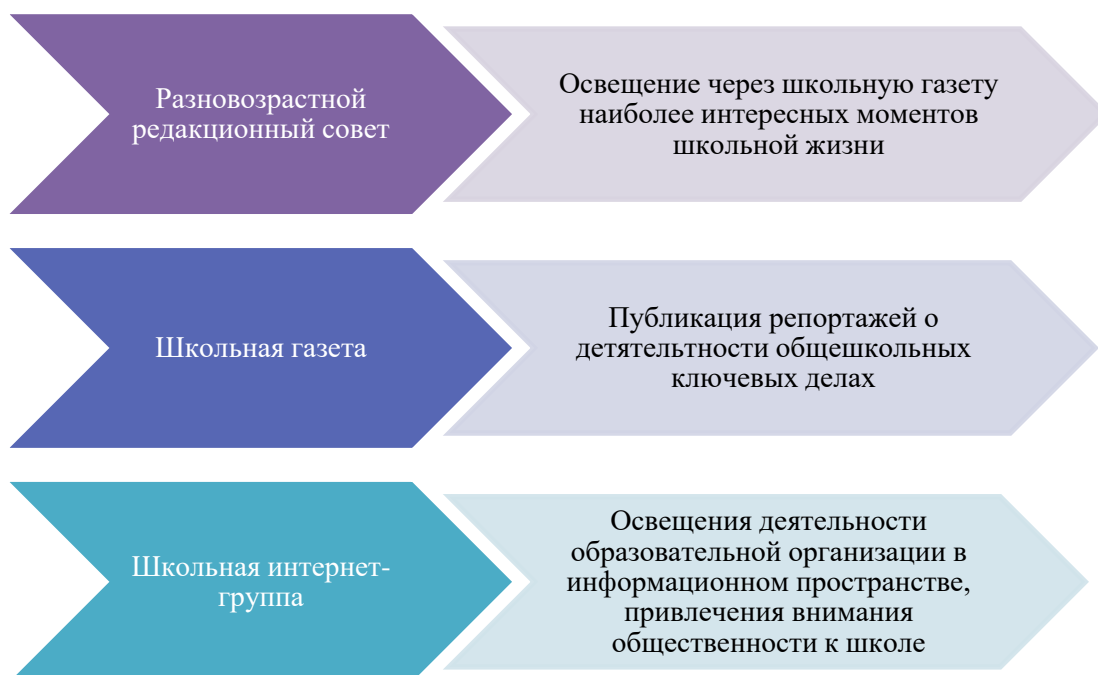 Разновозрастной
редакционный совет
Освещение через школьную газету
наиболее интересных моментов
школьной жизни
Школьная газета
Публикация репортажей о
детятельтности общешкольных
ключевых делах
Школьная интернет-
группа
Освещения деятельности
образовательной организации в
информационном пространстве,
привлечения внимания
общественности к школе